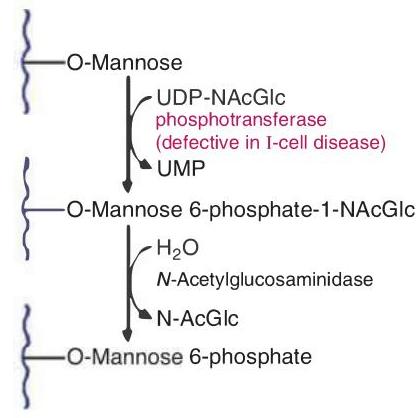 O-Mannose
UDP-NAcGlc
phosphotransferase
(defective in I-cell disease)
UMP
O-Mannose 6-phosphate-1-NAcGlc
H₂O
N-Acetylglucosaminidase
N-AcGlc
O-Mannose 6-phosphate